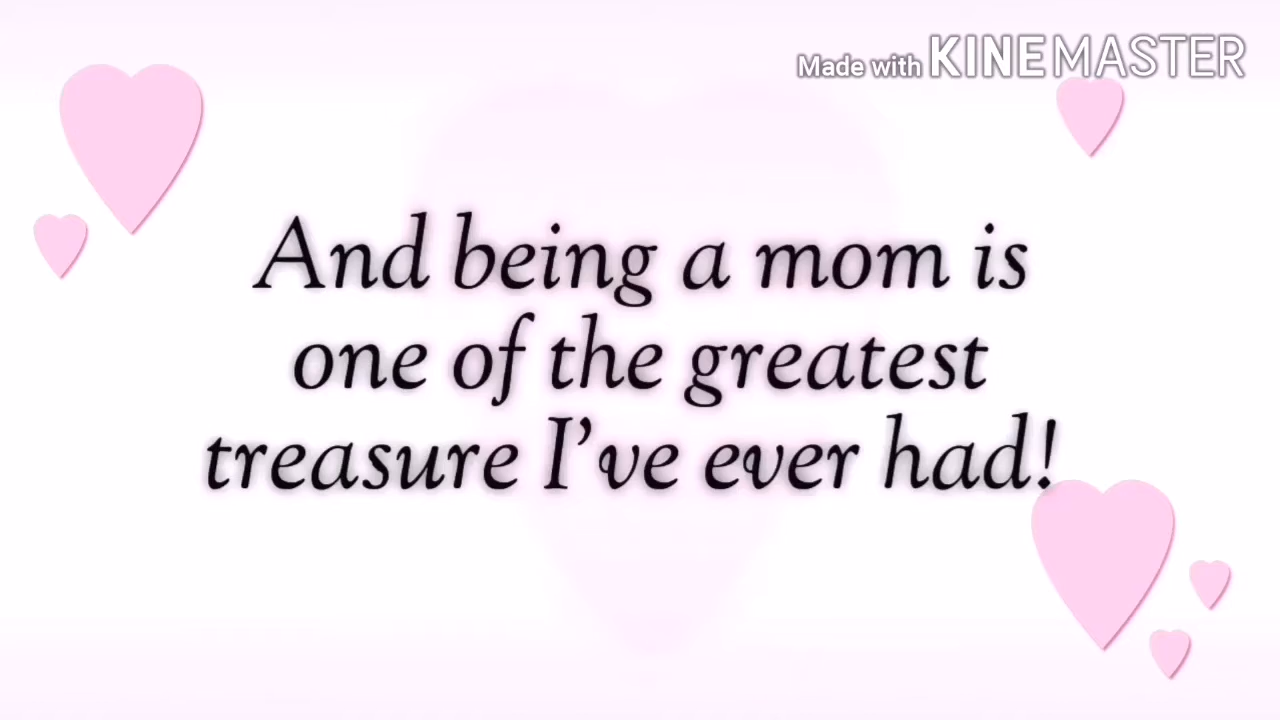 Made with KINEMASTER
And being a mom is
one of the greatest
treasure I've ever had!